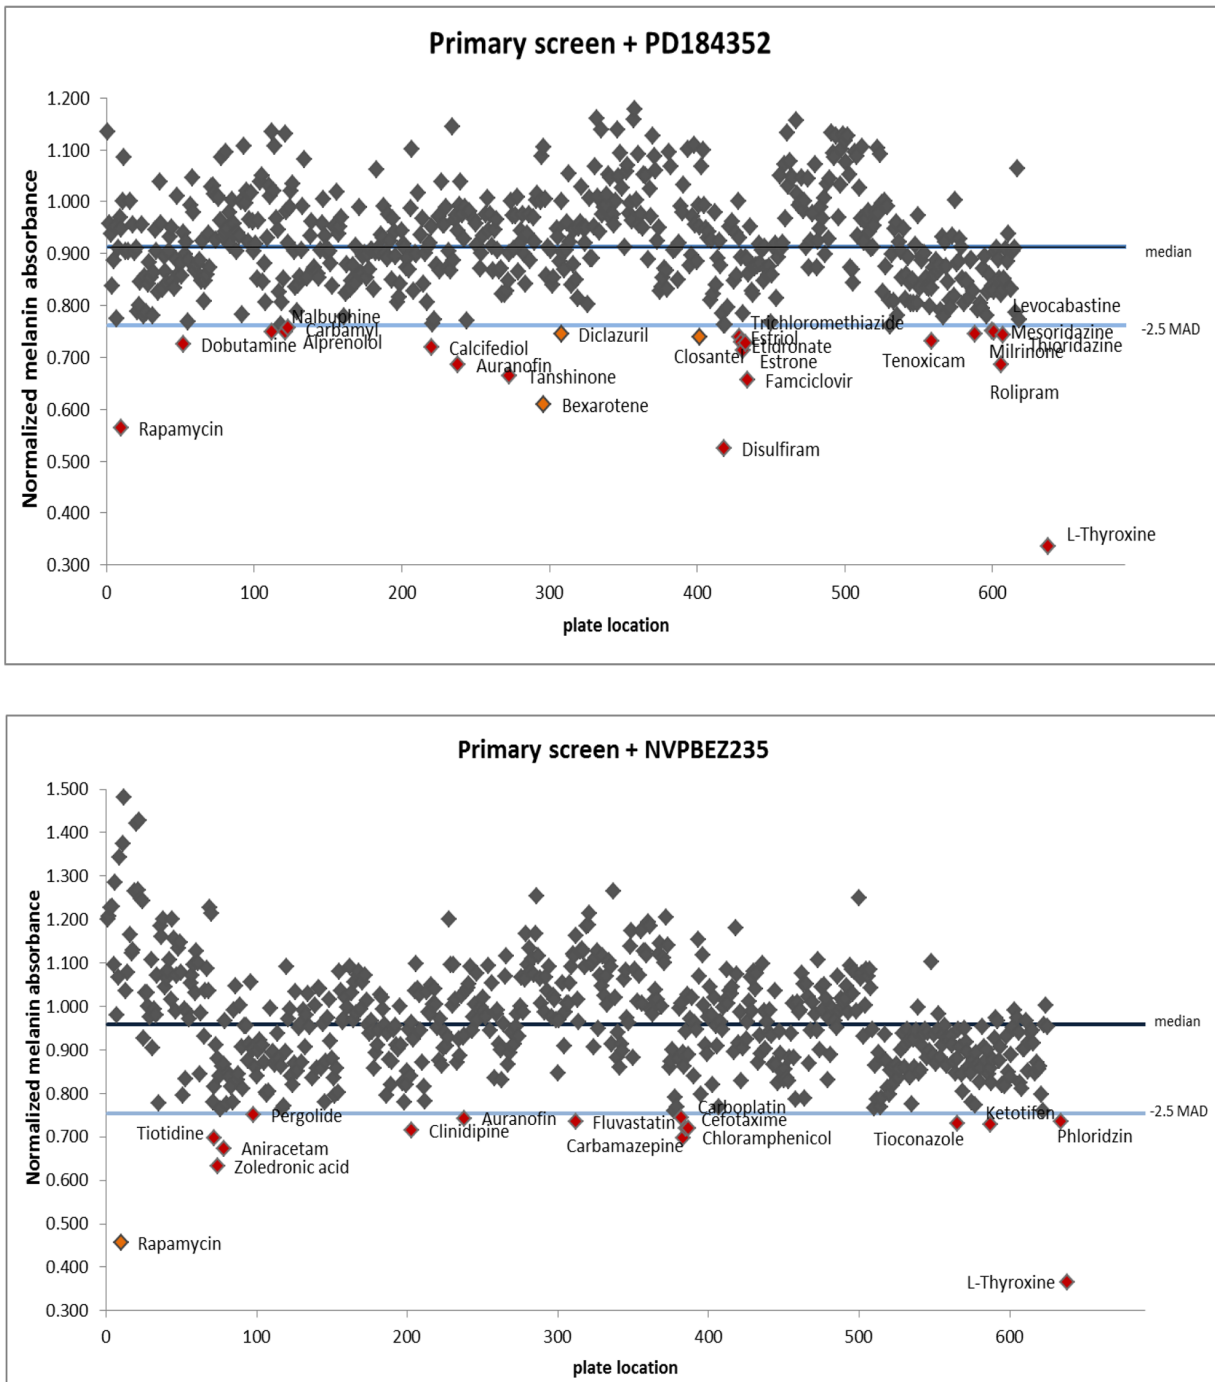 Primary screen + PD184352
Normalized melanin absorbance
1.200
1.100
1.000
0.900
0.800
0.700
0.600
0.500
0.400
0.300
median
-2.5 MAD
Levocabastine
Nalbuphine
Trichloromethiazide
Carbamyl
Mesoridazine
Diclazuril
Estriol
Dobutamine
Alprenolol
Thioridazine
Calcifediol
Etidronate
Milrinone
Closantel
Estrone
Tenoxicam
Auranofin
Tanshinone
Famciclovir
Rolipram
Bexarotene
Rapamycin
Disulfiram
L-Thyroxine
0 100 200 300 400 500 600
plate location
Primary screen + NVPBEZ235
Normalized melanin absorbance
1.500
1.400
1.300
1.200
1.100
1.000
0.900
0.800
0.700
0.600
0.500
0.400
0.300
median
-2.5 MAD
Carboplatin
Ketotifen
Pergolide
Auranofin
Fluvastatin
Cefotaxime
Tiotidine
Clinidipine
Chloramphenicol
Tioconazole
Phloridzin
Carbamazepine
Aniracetam
Zoledronic acid
Rapamycin
L-Thyroxine
0 100 200 300 400 500 600
plate location